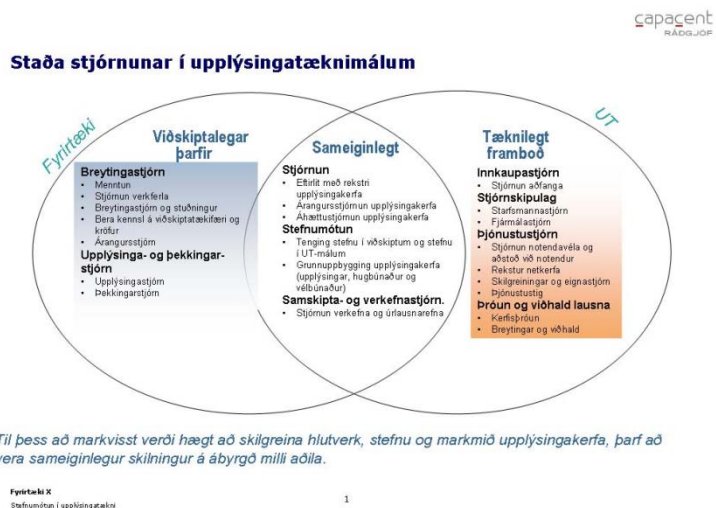 capacent
RÁÐGJÖF
Staða stjórnunar í upplýsingatæknimálum
Fyrirtæki
UT
Viðskiptalegar
þarfir
Breytingastjórn
• Menntun
• Stjórnun verkferla
• Breytingastjórn og stuðningur
• Bera kennsl á viðskiptatækifæri og
kröfur
• Árangursstjórn
Upplýsinga- og þekkingar-
stjórn
• Upplýsingastjórn
• Þekkingarstjórn
Sameiginlegt
Stjórnun
• Eftirlit með rekstri
upplýsingakerfa
• Árangursstjórnun upplýsingakerfa
• Áhættustjórnun upplýsingakerfa
Stefnumótun
• Tenging stefnu í viðskiptum og stefnu
í UT-málum
• Grunnuppbygging upplýsingakerfa
(upplýsingar, hugbúnaður og
vélbúnaður)
Samskipta- og verkefnastjórn.
• Stjórnun verkefna og úrlausnarefna
Tæknilegt
framboð
Innkaupastjórn
• Stjórnun aðfanga
Stjórnskipulag
• Starfsmannastjórn
• Fjármálastjórn
Þjónustustjórn
• Stjórnun notendavéla og
aðstoð við notendur
• Rekstur netkerfa
• Skilgreiningar og eignastjórn
• Þjónustustig
Þróun og viðhald lausna
• Kerfisþróun
• Breytingar og viðhald
Til þess að markvisst verði hægt að skilgreina hlutverk, stefnu og markmið upplýsingakerfa, þarf að
vera sameiginlegur skilningur á ábyrgð milli aðila.
Fyrirtæki X
Stefnumótun í upplýsingatækni
1